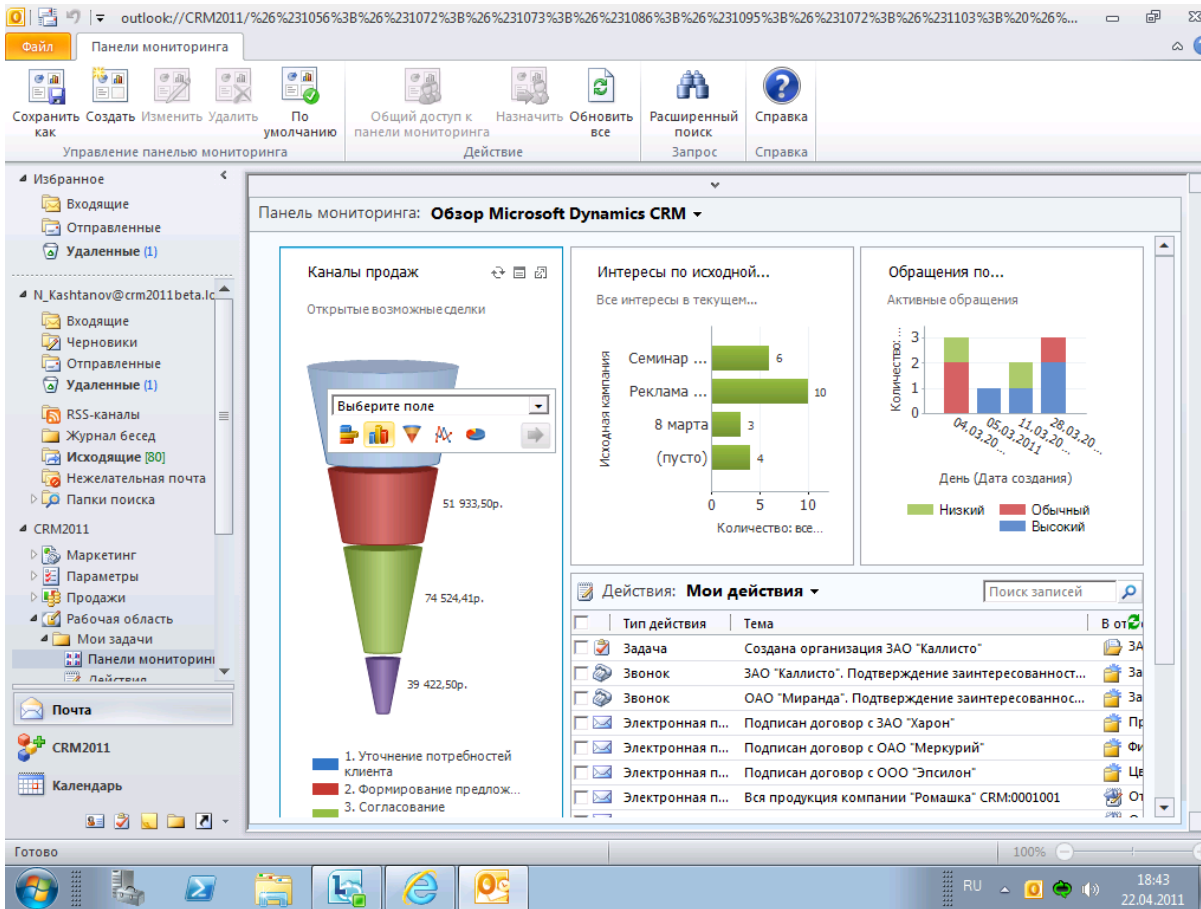 outlook://CRM2011/%26%231056%3B%26%231072%3B%26%231073%3B%26%231086%3B%26%231095%3B%26%231072%3B%26%231103%3B%20%26%...
Файл Панели мониторинга
Сохранить как
Создать
Изменить
Удалить
По умолчанию
Общий доступ к панели мониторинга
Назначить
Обновить все
Расширенный поиск
Справка
Управление панелью мониторинга
Действие
Запрос
Справка
Избранное
Входящие
Отправленные
Удаленные (1)
N_Kashtanov@crm2011beta.lc
Входящие
Черновики
Отправленные
Удаленные (1)
RSS-каналы
Журнал бесед
Исходящие [80]
Нежелательная почта
Папки поиска
CRM2011
Маркетинг
Параметры
Продажи
Рабочая область
Мои задачи
Панели мониторин
Действия
Почта
CRM2011
Календарь
Панель мониторинга: Обзор Microsoft Dynamics CRM
Каналы продаж
Открытые возможные сделки
Выберите поле
51 933,50р.
74 524,41р.
39 422,50р.
1. Уточнение потребностей
клиента
2. Формирование предлож...
3. Согласование
Интересы по исходной...
Все интересы в текущем...
Исходная кампания
Семинар ... 6
Реклама ... 10
8 марта 3
(пусто) 4
0 5 10
Количество: все...
Обращения по...
Активные обращения
Количество: ...
3
2
1
0
04.03.20... 05.03.2011 11.03.20... 28.03.20...
День (Дата создания)
Низкий Обычный
Высокий
Действия: Мои действия Поиск записей
Тип действия Тема В от
Задача Создана организация ЗАО "Каллисто" ЗА
Звонок ЗАО "Каллисто". Подтверждение заинтересованност... За
Звонок ОАО "Миранда". Подтверждение заинтересованнос... За
Электронная п... Подписан договор с ЗАО "Харон" Пр
Электронная п... Подписан договор с ОАО "Меркурий" Фи
Электронная п... Подписан договор с ООО "Эпсилон" Це
Электронная п... Вся продукция компании "Ромашка" CRM:0001001 От
Готово 100%
RU 18:43
22.04.2011